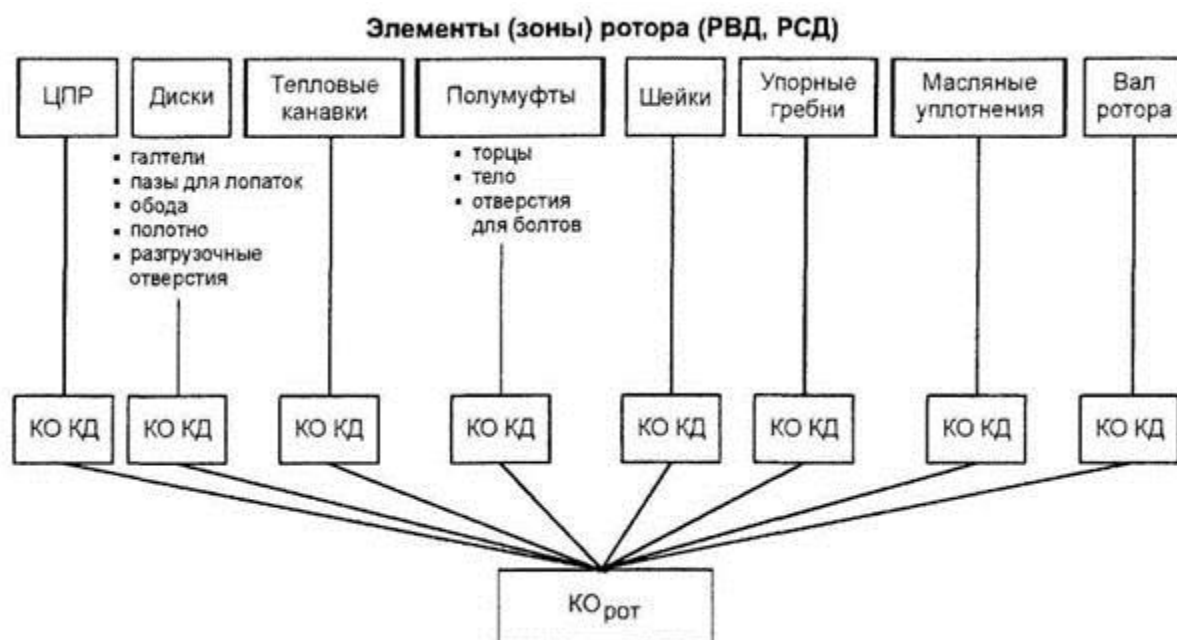 Элементы (зоны) ротора (РВД, РСД)
ЦПР
Диски
Тепловые
канавки
Полумуфты
Шейки
Упорные
гребни
Масляные
уплотнения
Вал
ротора
▪ галтели
▪ пазы для лопаток
▪ обода
▪ полотно
▪ разгрузочные
отверстия
▪ торцы
▪ тело
▪ отверстия
для болтов
КО КД
КО КД
КО КД
КО КД
КО КД
КО КД
КО КД
КО КД
КО рот